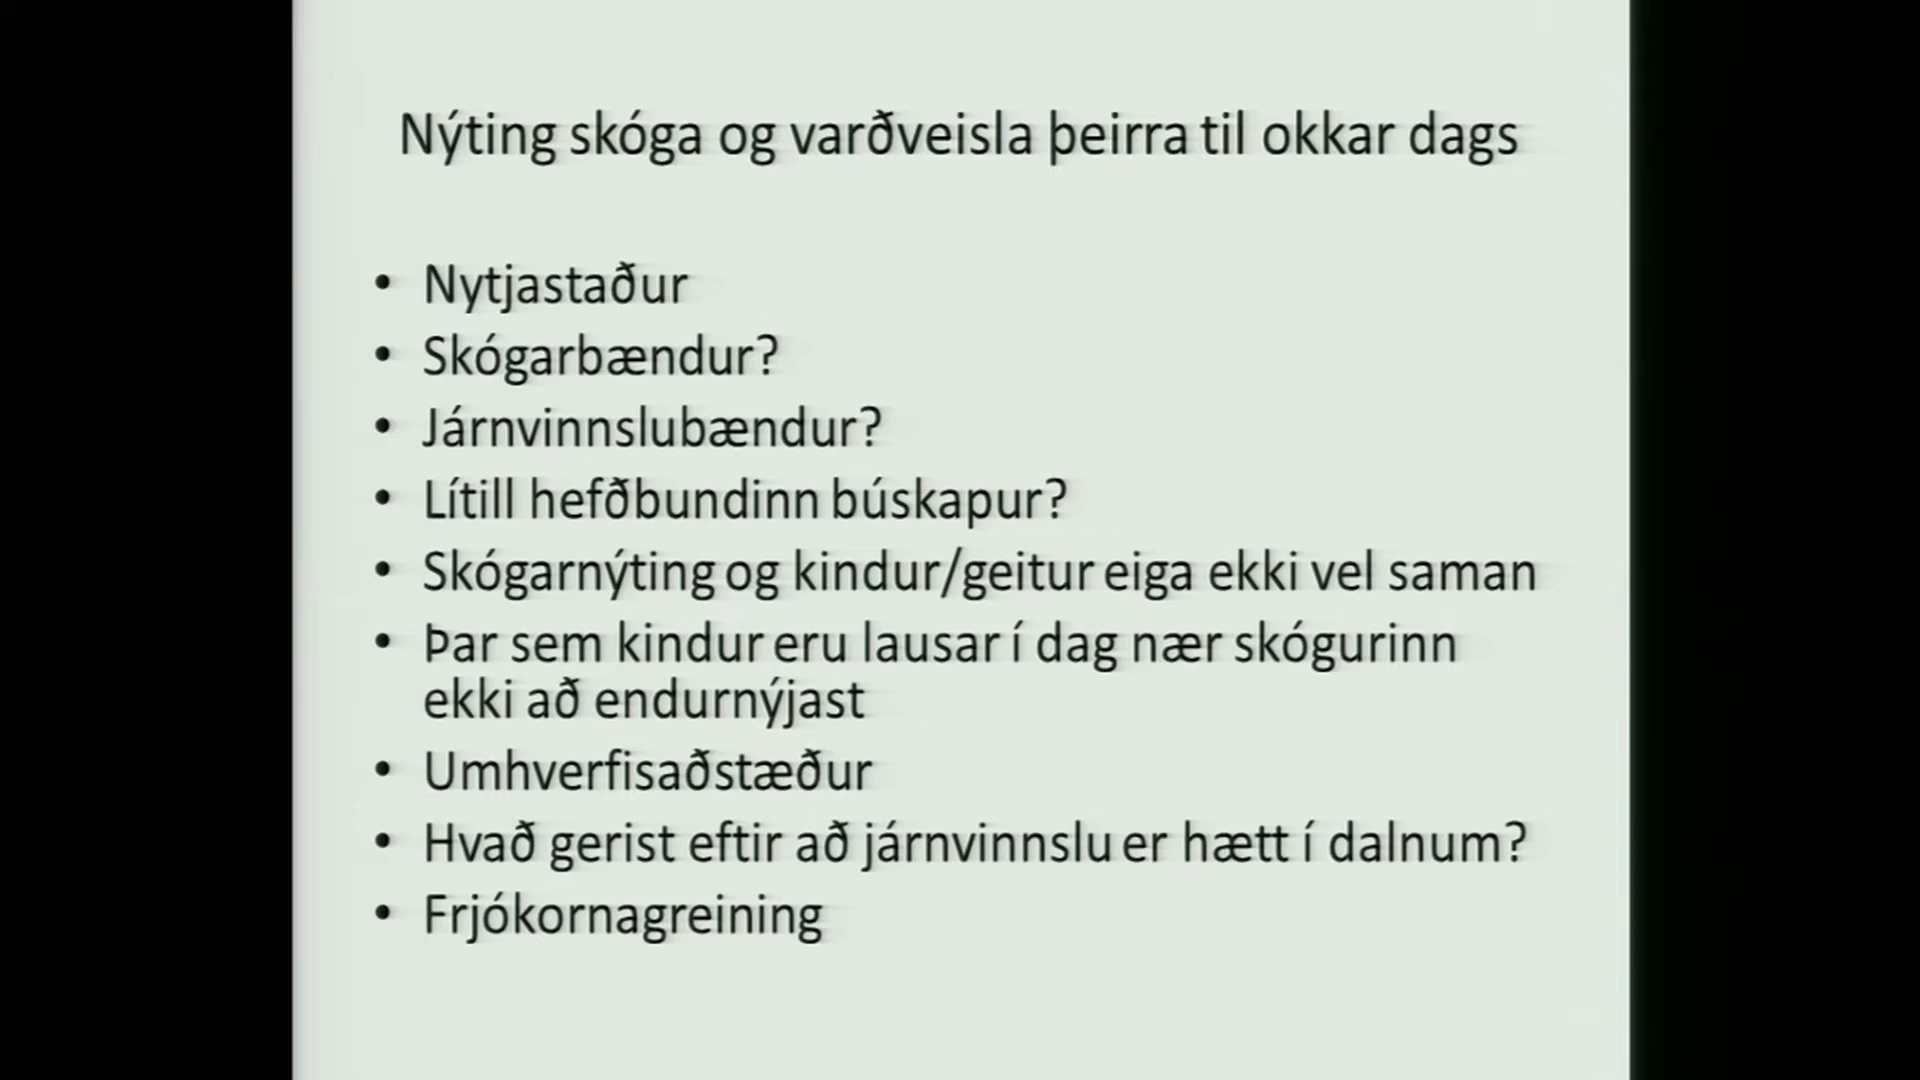 Nýting skóga og varðveisla þeirra til okkar dags
• Nytjastaður
• Skógarbændur?
• Járnvinnslubændur?
• Lítill hefðbundinn búskapur?
• Skógarnýting og kindur/geitur eiga ekki vel saman
• Þar sem kindur eru lausar í dag nær skógurinn
ekki að endurnýjast
• Umhverfisaðstæður
• Hvað gerist eftir að járnvinnslu er hætt í dalnum?
• Frjókornagreining